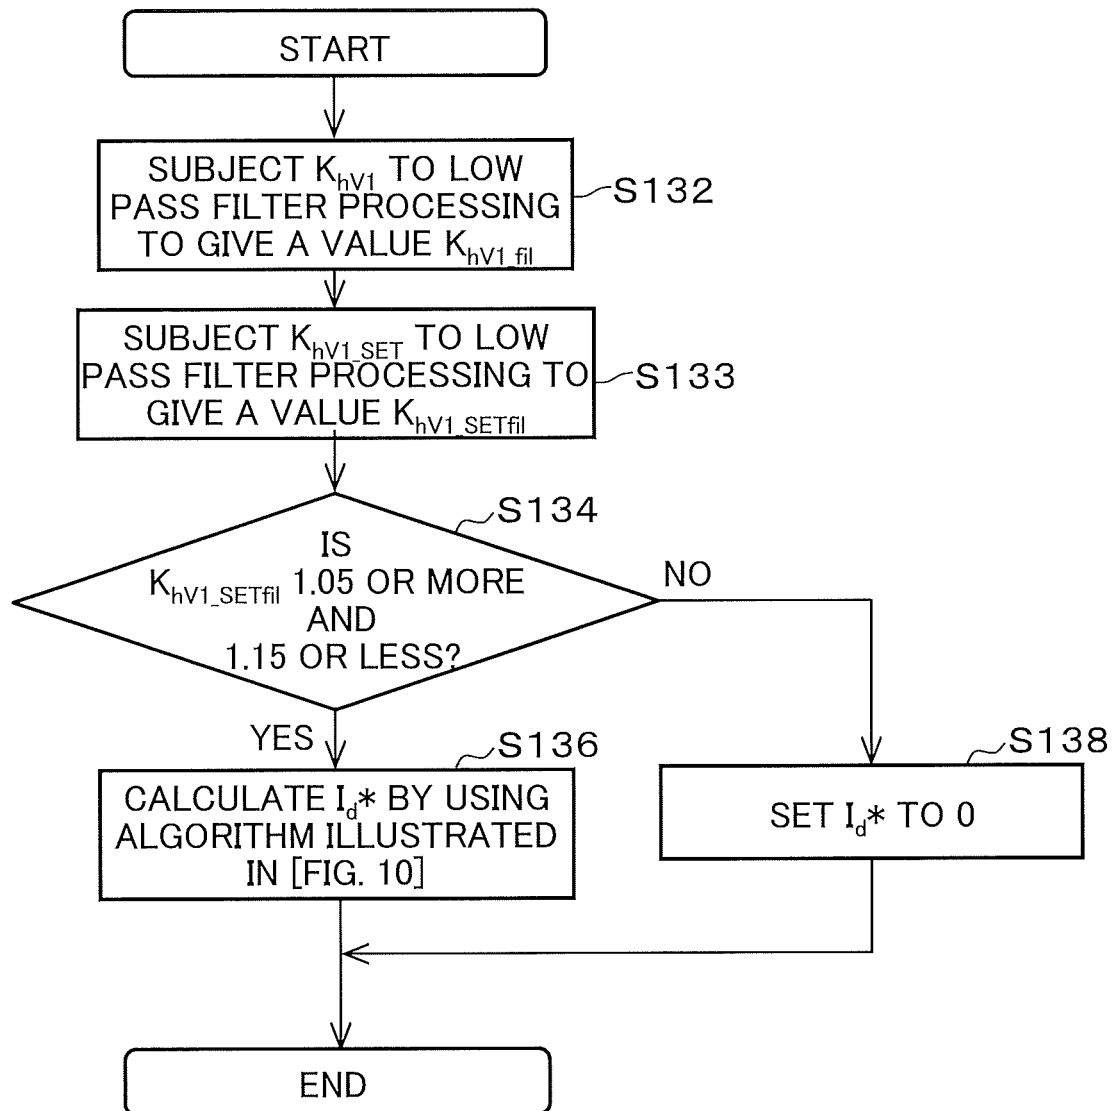 START
SUBJECT K_hV1 TO LOW
PASS FILTER PROCESSING
TO GIVE A VALUE K_hV1_fil
S132
SUBJECT K_hV1_SET TO LOW
PASS FILTER PROCESSING TO
GIVE A VALUE K_hV1_SETfil
S133
S134
IS
K_hV1_SETfil 1.05 OR MORE
AND
1.15 OR LESS?
NO
YES
S136
CALCULATE I_d* BY USING
ALGORITHM ILLUSTRATED
IN [FIG. 10]
S138
SET I_d* TO 0
END